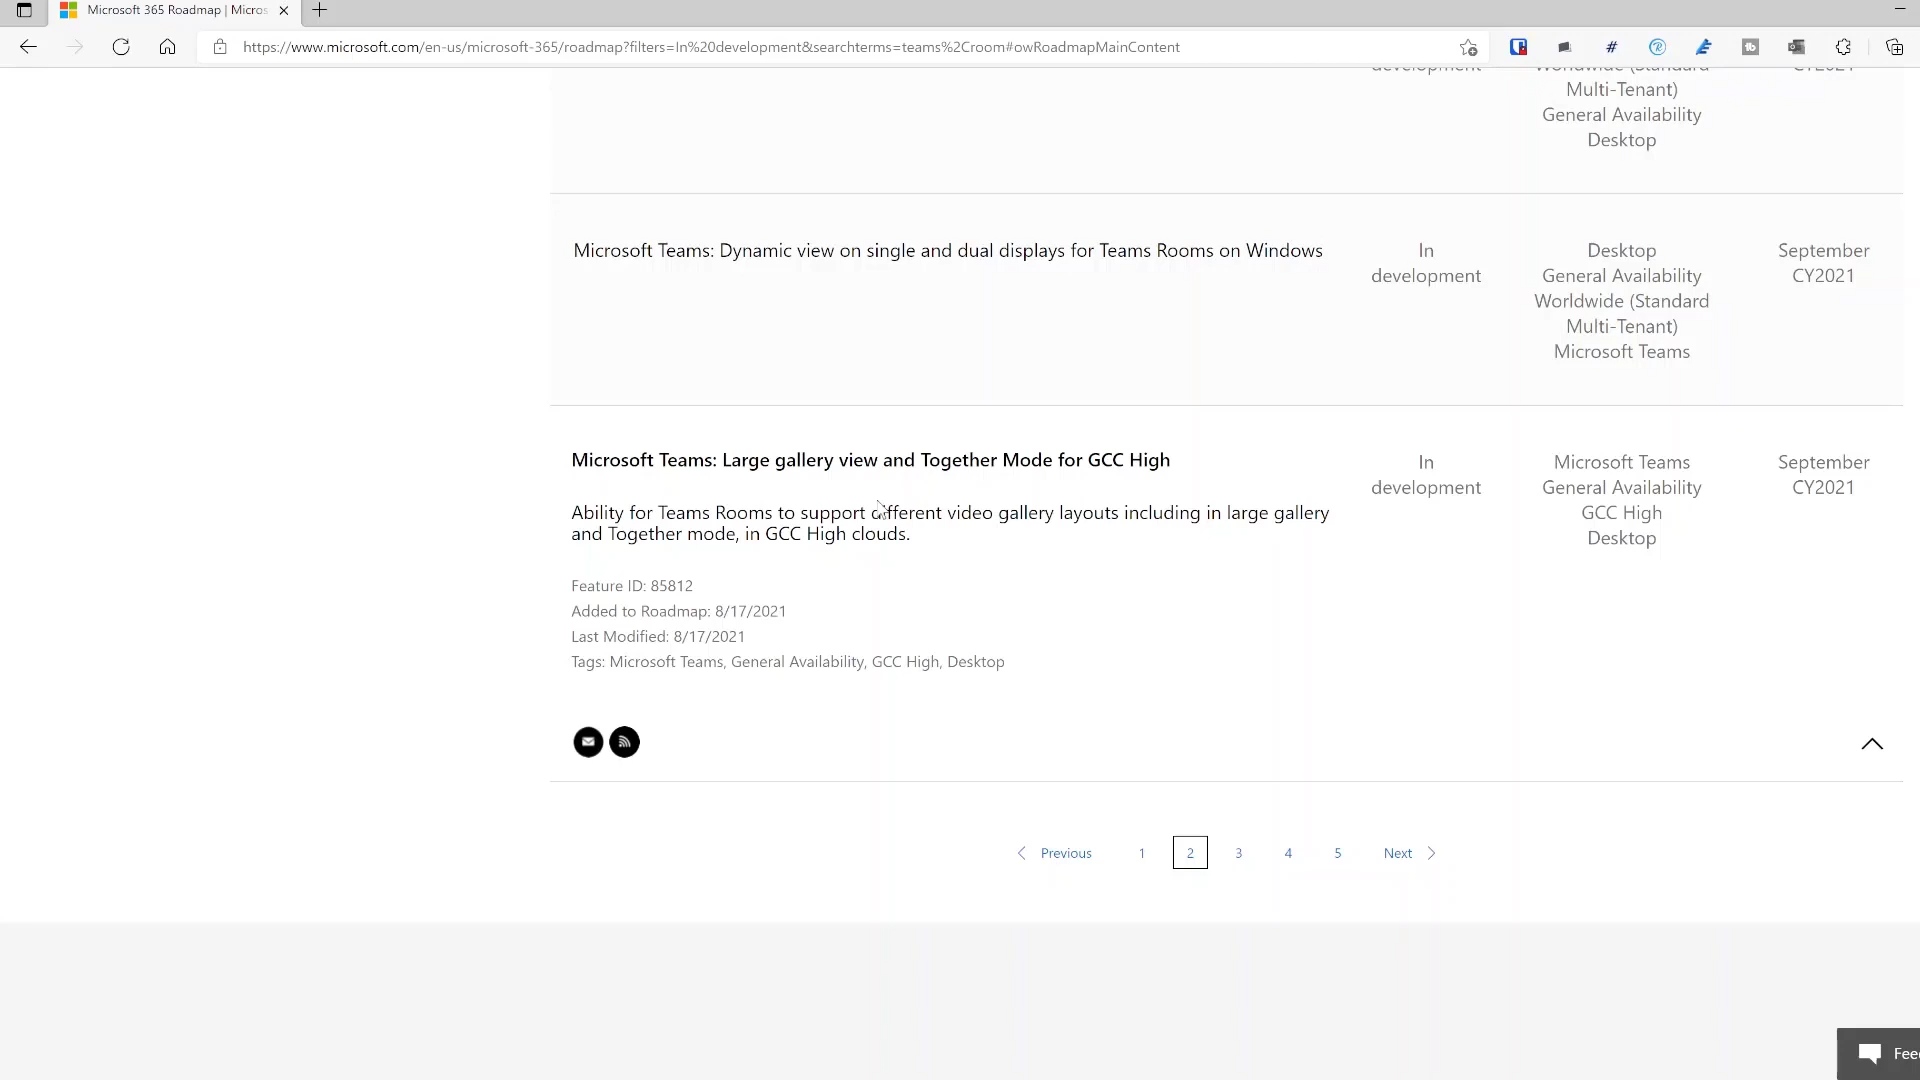 Microsoft 365 Roadmap | Micros
https://www.microsoft.com/en-us/microsoft-365/roadmap?filters=In%20development&searchterms=teams%2Croom#owRoadmapMainContent
development
Worldwide (Standard
CY2021
Multi-Tenant)
General Availability
Desktop
Microsoft Teams: Dynamic view on single and dual displays for Teams Rooms on Windows
In
development
Desktop
General Availability
Worldwide (Standard
Multi-Tenant)
Microsoft Teams
September
CY2021
Microsoft Teams: Large gallery view and Together Mode for GCC High
In
development
Microsoft Teams
General Availability
GCC High
Desktop
September
CY2021
Ability for Teams Rooms to support different video gallery layouts including in large gallery
and Together mode, in GCC High clouds.
Feature ID: 85812
Added to Roadmap: 8/17/2021
Last Modified: 8/17/2021
Tags: Microsoft Teams, General Availability, GCC High, Desktop
Previous 1 2 3 4 5 Next
Fee